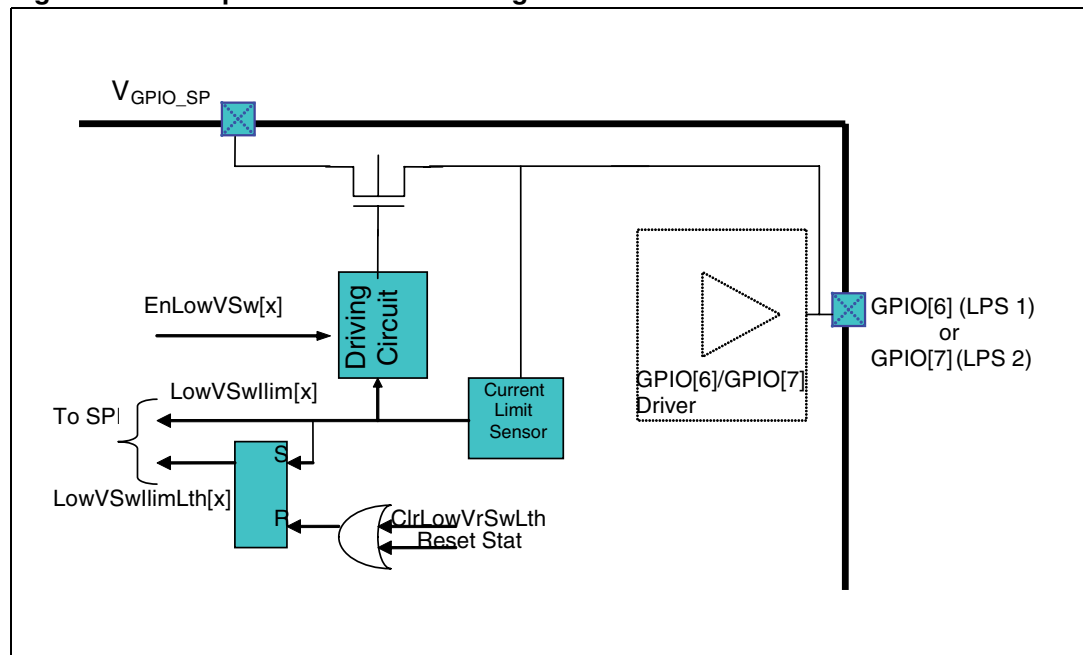 V_GPIO_SP
EnLowVSw[x]
Driving
Circuit
LowVSwIlim[x]
To SPI
Current
Limit
Sensor
GPIO[6]/GPIO[7]
Driver
GPIO[6] (LPS 1)
or
GPIO[7] (LPS 2)
S
R
LowVSwIlimLth[x]
ClrLowVrSwLth
Reset Stat